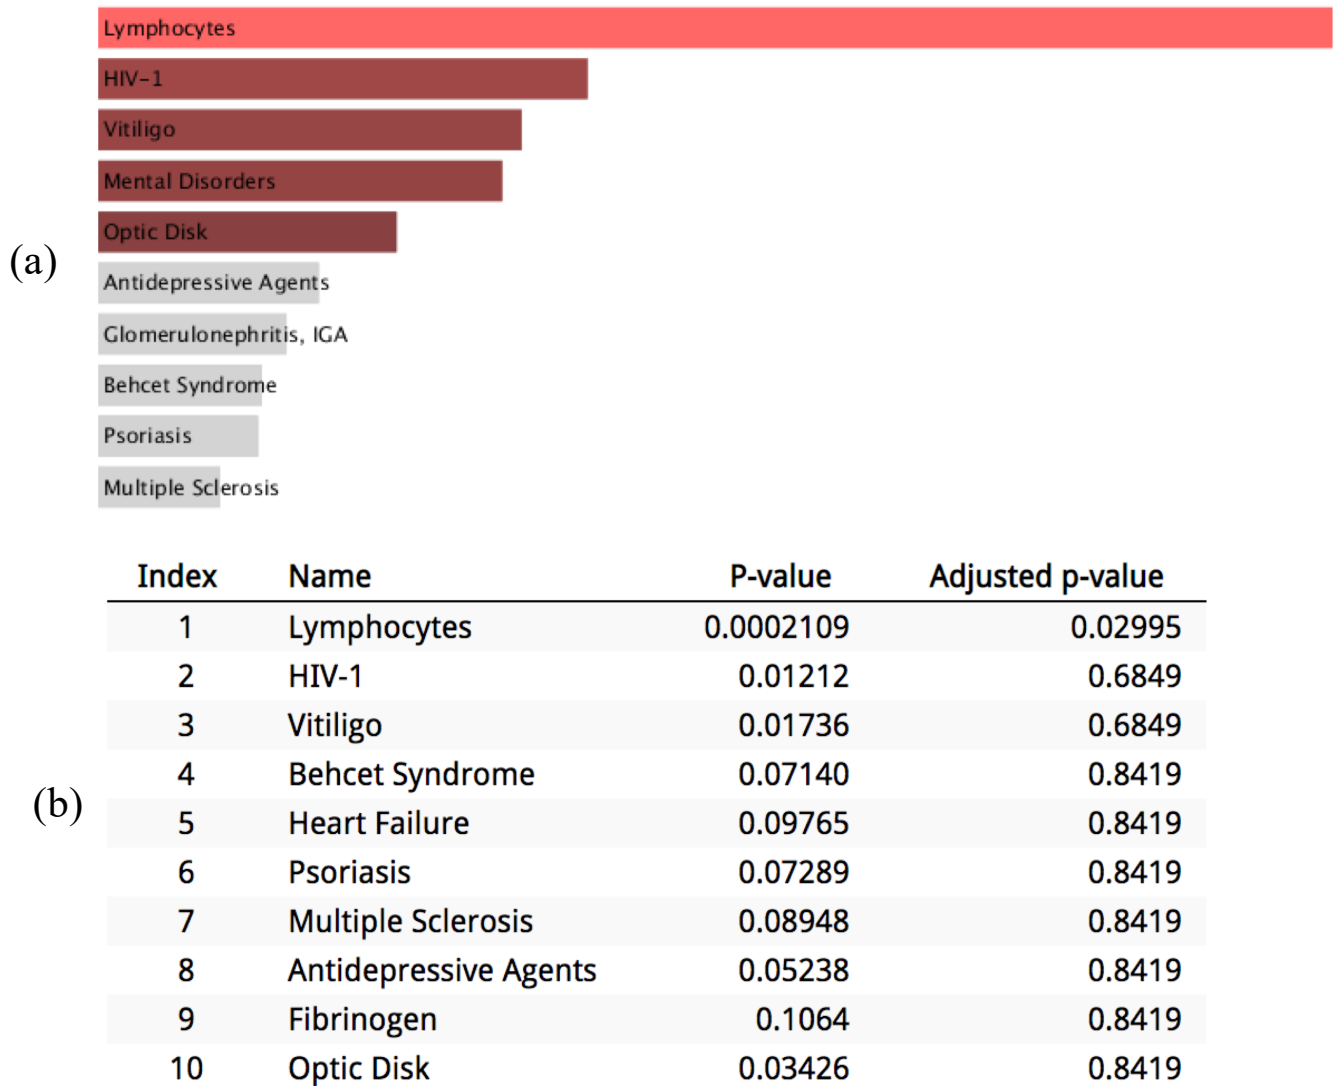 Lymphocytes
HIV-1
Vitiligo
Mental Disorders
Optic Disk
(a)
Antidepressive Agents
Glomerulonephritis, IGA
Behcet Syndrome
Psoriasis
Multiple Sclerosis
Index Name P-value Adjusted p-value
1 Lymphocytes 0.0002109 0.02995
2 HIV-1 0.01212 0.6849
3 Vitiligo 0.01736 0.6849
4 Behcet Syndrome 0.07140 0.8419
(b)
5 Heart Failure 0.09765 0.8419
6 Psoriasis 0.07289 0.8419
7 Multiple Sclerosis 0.08948 0.8419
8 Antidepressive Agents 0.05238 0.8419
9 Fibrinogen 0.1064 0.8419
10 Optic Disk 0.03426 0.8419